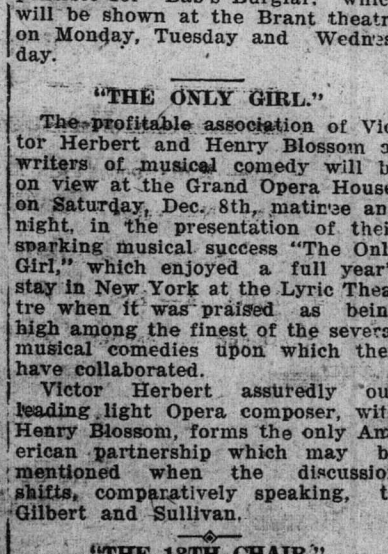 will be shown at the Brant theatr
on Monday, Tuesday and Wednes
day.
"THE ONLY GIRL."
The profitable association of Vic
tor Herbert and Henry Blossom a
writers of musical comedy will b
on view at the Grand Opera House
on Saturday, Dec. 8th, matinee an
night, in the presentation of thei
sparking musical success "The Onl
Girl," which enjoyed a full year'
stay in New York at the Lyric Thea
tre when it was praised as bein
high among the finest of the severa
musical comedies upon which the
have collaborated.
Victor Herbert assuredly ou
leading light Opera composer, wit
Henry Blossom, forms the only Am
erican partnership which may b
mentioned when the discussio
shifts, comparatively speaking, t
Gilbert and Sullivan.
"THE 13TH CHAIR."